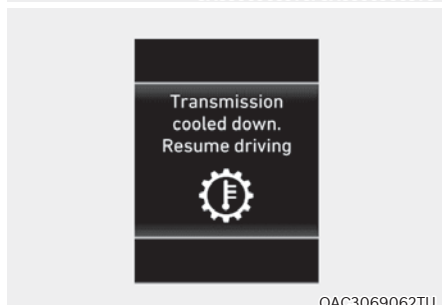 Transmission
cooled down.
Resume driving
OAC3069062TU